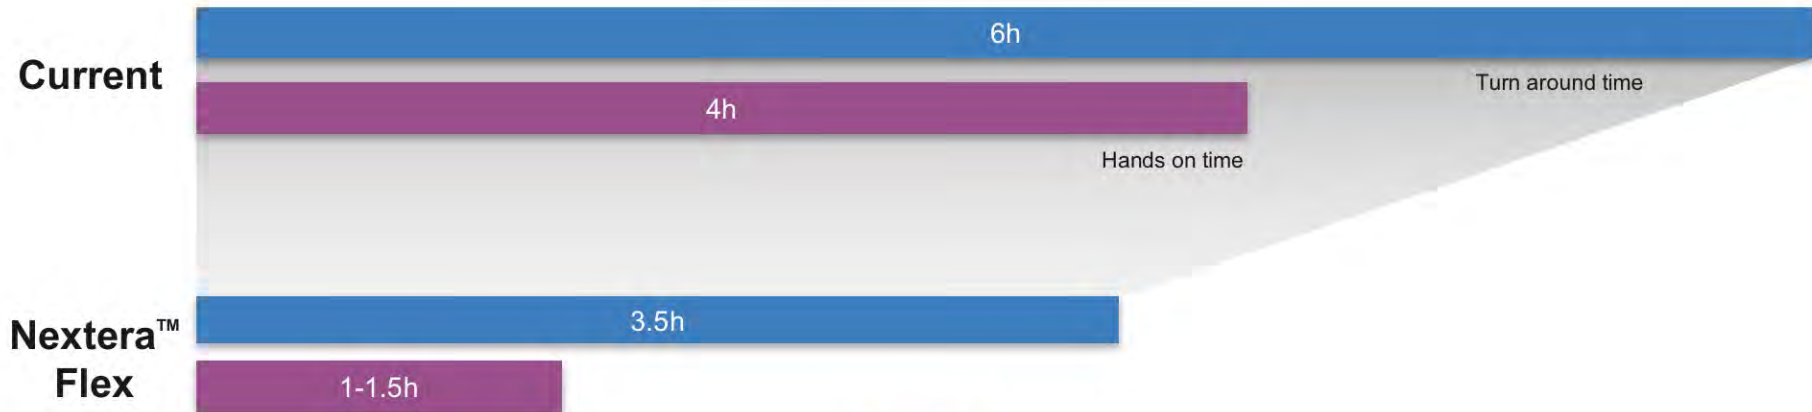 6h
Current
Turn around time
4h
Hands on time
3.5h
Nextera™
Flex
1-1.5h